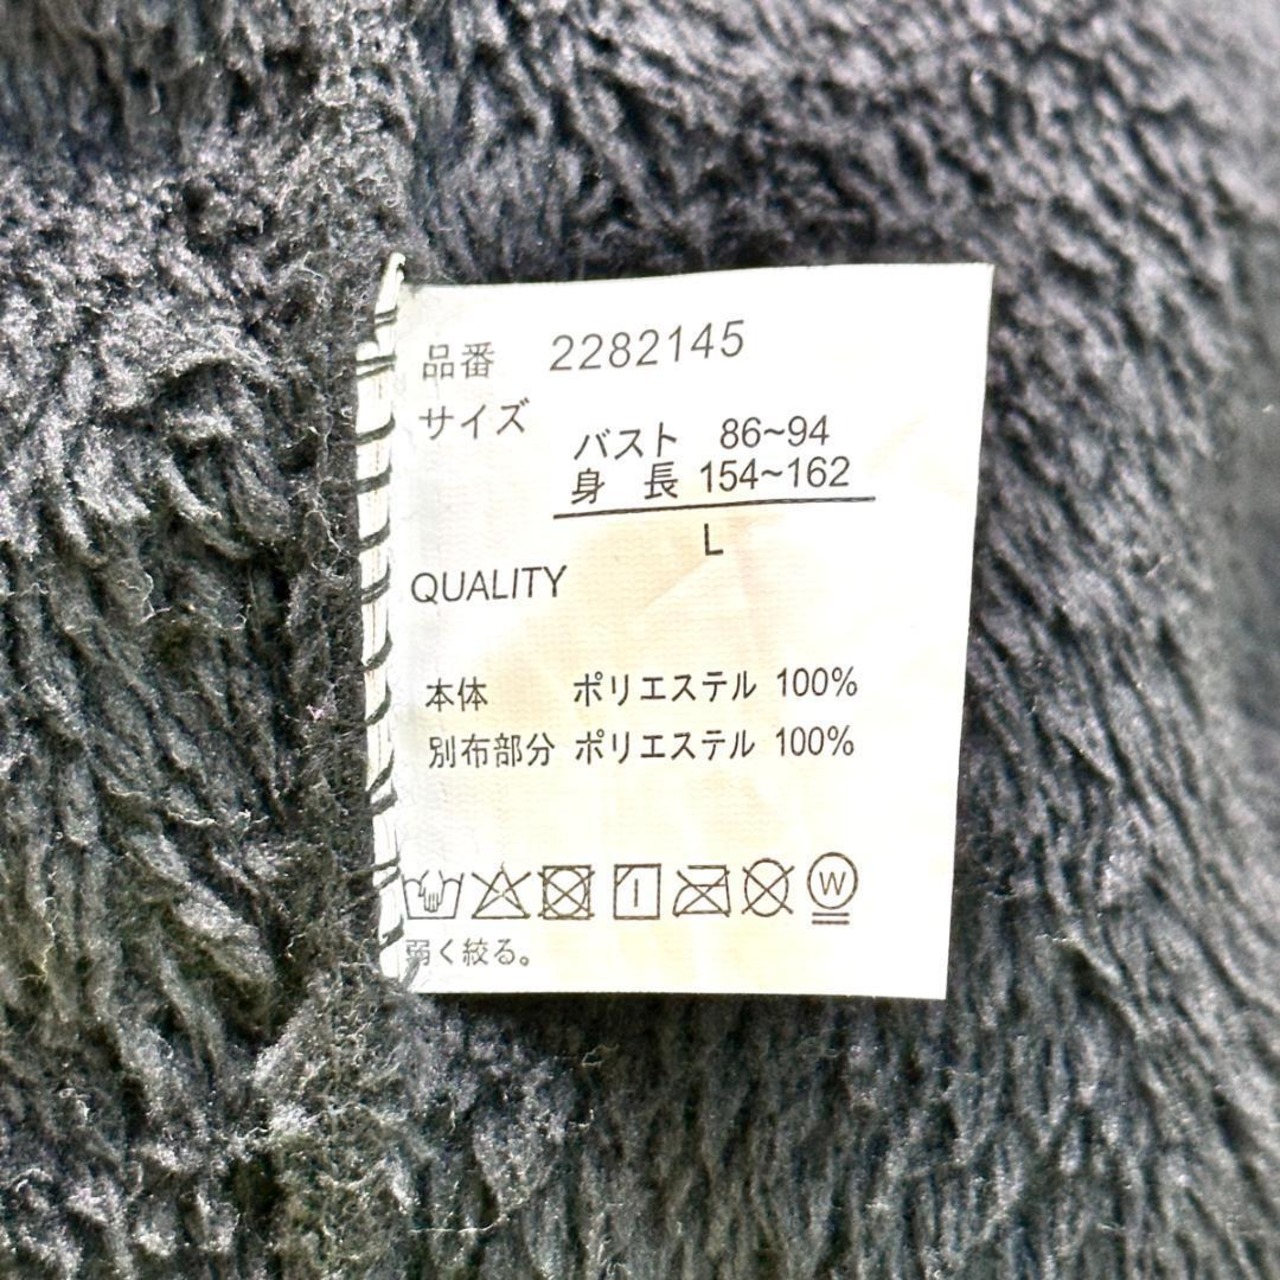 品番 2282145
サイズ
バスト 86~94
身 長 154~162
L
QUALITY
本体 ポリエステル 100%
別布部分 ポリエステル 100%
W
弱く絞る。